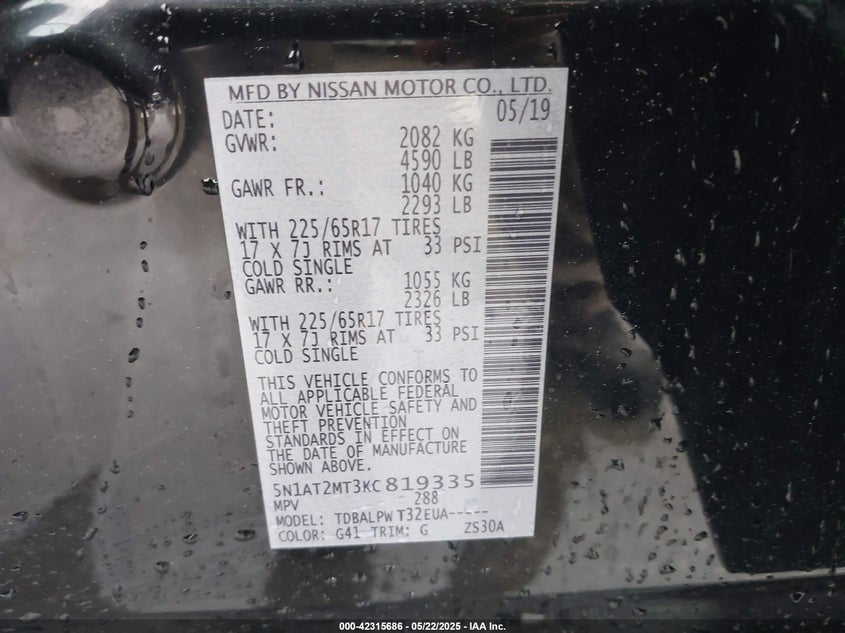 MFD BY NISSAN MOTOR CO., LTD.
DATE: 05/19
GVWR: 2082 KG
4590 LB
GAWR FR.: 1040 KG
2293 LB
WITH 225/65R17 TIRES
17 X 7J RIMS AT 33 PSI
COLD SINGLE
GAWR RR.: 1055 KG
2326 LB
WITH 225/65R17 TIRES
17 X 7J RIMS AT 33 PSI
COLD SINGLE
THIS VEHICLE CONFORMS TO
ALL APPLICABLE FEDERAL
MOTOR VEHICLE SAFETY AND
THEFT PREVENTION
STANDARDS IN EFFECT ON
THE DATE OF MANUFACTURE
SHOWN ABOVE.
5N1AT2MT3KC819335
MPV 288
MODEL: TDBALPW T32EUA-----
COLOR: G41 TRIM: G ZS30A
000-42315686 - 05/22/2025 - IAA Inc.